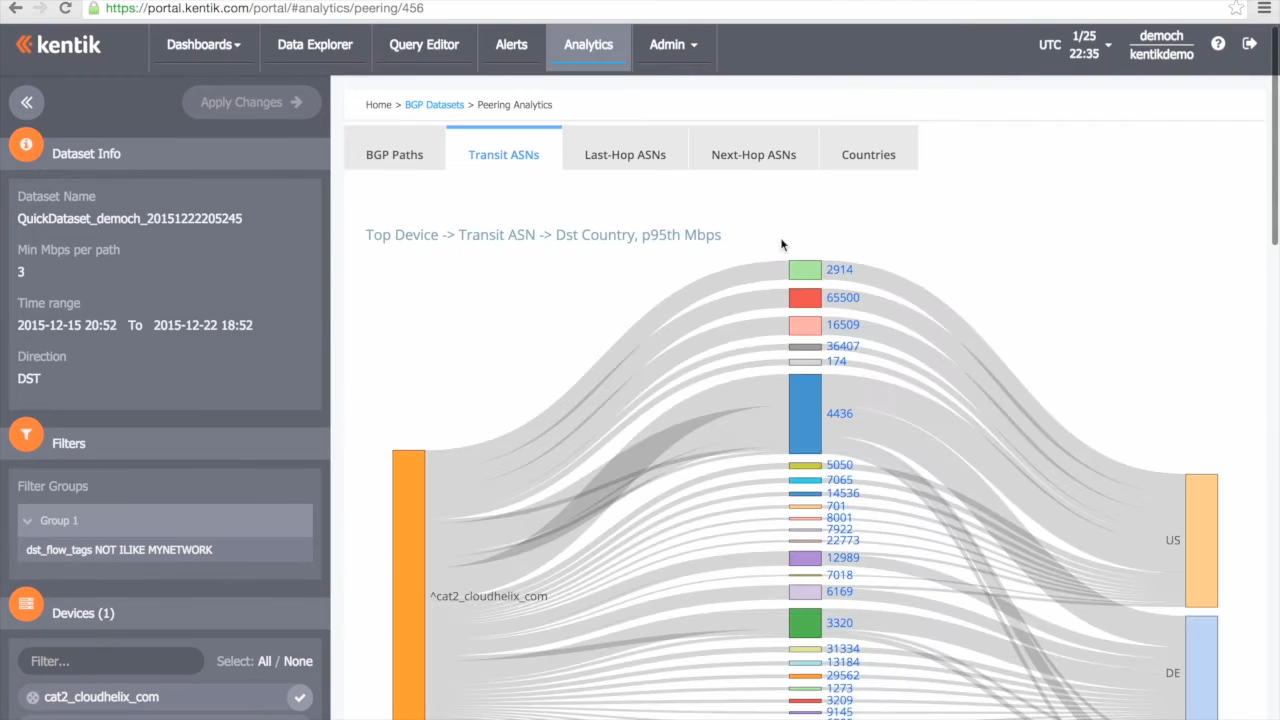 https://portal.kentik.com/portal/#analytics/peering/456
kentik
Dashboards
Data Explorer
Query Editor
Alerts
Analytics
Admin
UTC
1/25
22:35
democh
kentikdemo
?
Apply Changes
Dataset Info
Dataset Name
QuickDataset_democh_20151222205245
Min Mbps per path
3
Time range
2015-12-15 20:52 To 2015-12-22 18:52
Direction
DST
Filters
Filter Groups
Group 1
dst_flow_tags NOT ILIKE MYNETWORK
Devices (1)
Filter...
Select: All / None
cat2_cloudhelix_com
Home > BGP Datasets > Peering Analytics
BGP Paths
Transit ASNs
Last-Hop ASNs
Next-Hop ASNs
Countries
Top Device -> Transit ASN -> Dst Country, p95th Mbps
2914
65500
16509
36407
174
4436
5050
7065
14536
701
8001
7922
22773
12989
7018
6169
3320
31334
13184
29562
1273
3209
9145
^cat2_cloudhelix_com
US
DE